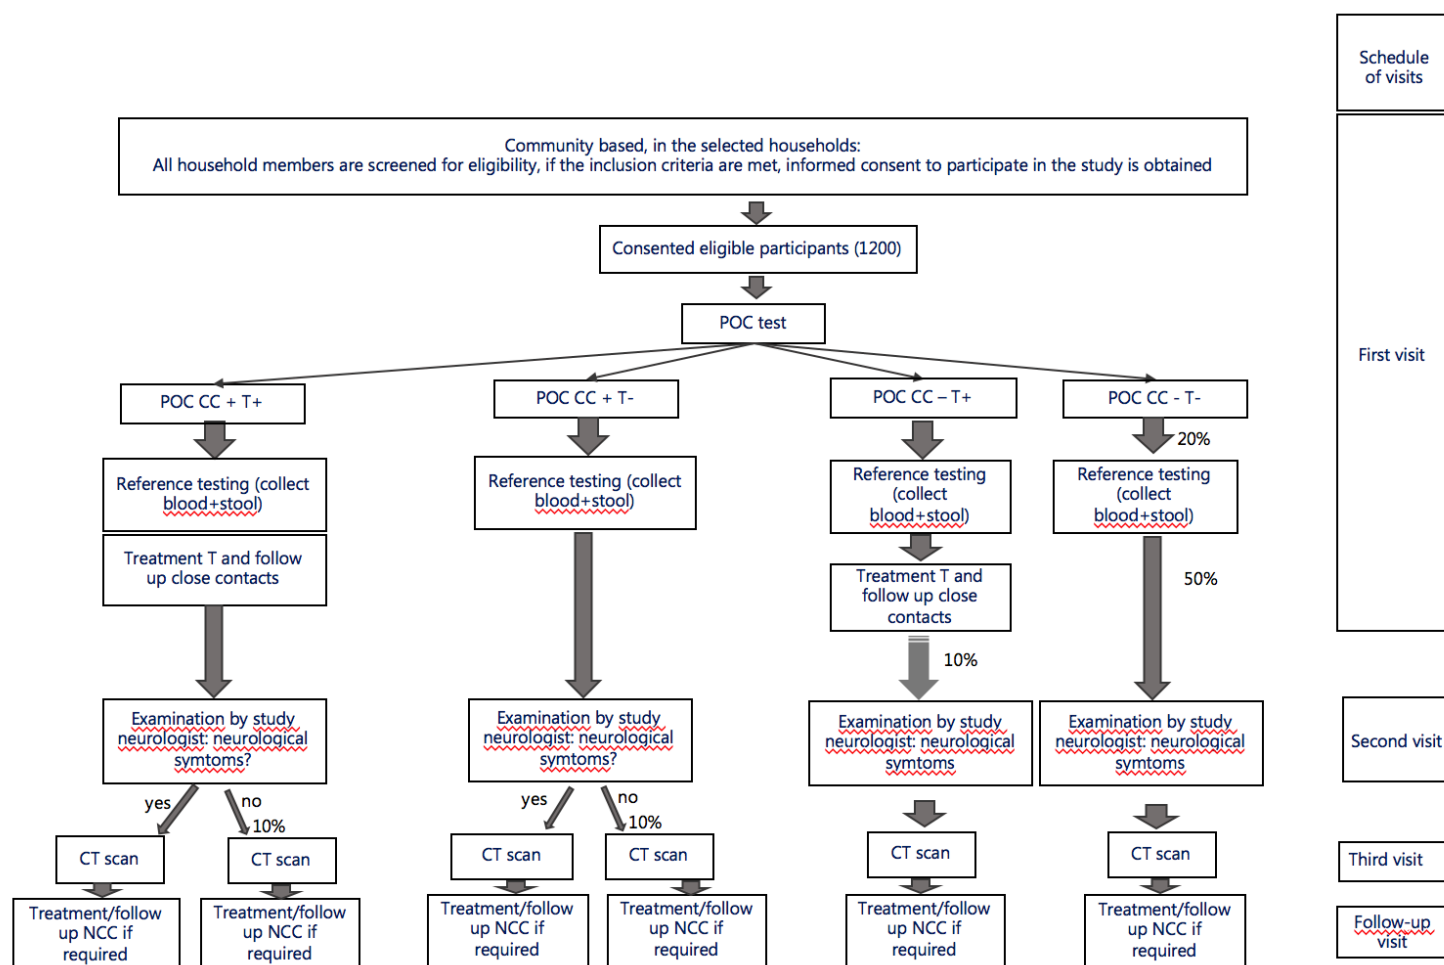 Schedule
of visits
Community based, in the selected households:
All household members are screened for eligibility, if the inclusion criteria are met, informed consent to participate in the study is obtained
Consented eligible participants (1200)
POC test
First visit
POC CC + T+
POC CC + T-
POC CC – T+
POC CC - T-
20%
Reference testing (collect
blood+stool)
Reference testing (collect
blood+stool)
Reference testing
(collect
blood+stool)
Reference testing
(collect
blood+stool)
Treatment T and follow
up close contacts
Treatment T and
follow up close
contacts
50%
10%
Examination by study
neurologist: neurological
symtoms?
Examination by study
neurologist: neurological
symtoms?
Examination by study
neurologist: neurological
symtoms
Examination by study
neurologist: neurological
symtoms
Second visit
yes
no
10%
yes
no
10%
CT scan
CT scan
CT scan
CT scan
CT scan
CT scan
Third visit
Treatment/follow
up NCC if
required
Treatment/follow
up NCC if
required
Treatment/follow
up NCC if
required
Treatment/follow
up NCC if
required
Treatment/follow
up NCC if
required
Treatment/follow
up NCC if
required
Follow-up
visit